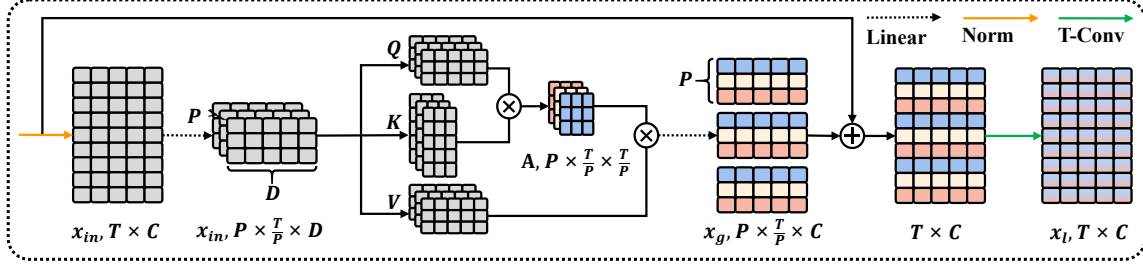 Linear
Norm
T-Conv
Q
K
V
P
D
A, P × T/P × T/P
P
x_in, T × C
x_in, P × T/P × D
x_g, P × T/P × C
T × C
x_l, T × C